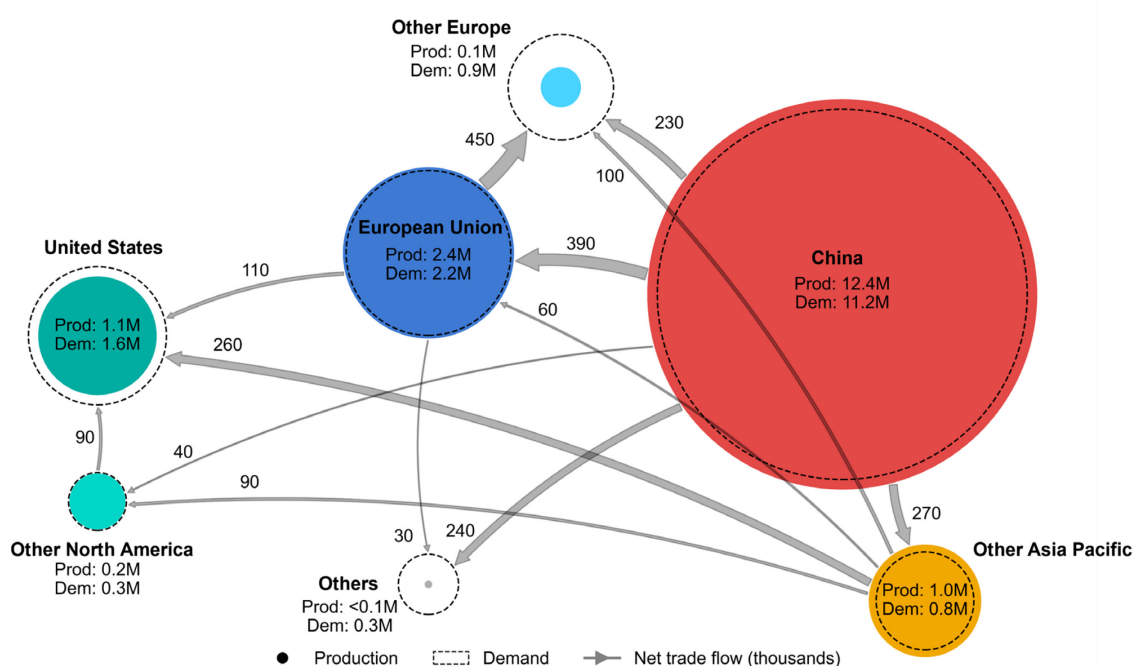 Other Europe
Prod: 0.1M
Dem: 0.9M
450
230
100
European Union
Prod: 2.4M
Dem: 2.2M
390
China
Prod: 12.4M
Dem: 11.2M
United States
110
60
Prod: 1.1M
Dem: 1.6M
260
90
40
90
270
Other North America
Prod: 0.2M
Dem: 0.3M
30
240
Others
Prod: <0.1M
Dem: 0.3M
Other Asia Pacific
Prod: 1.0M
Dem: 0.8M
Production
Demand
Net trade flow (thousands)